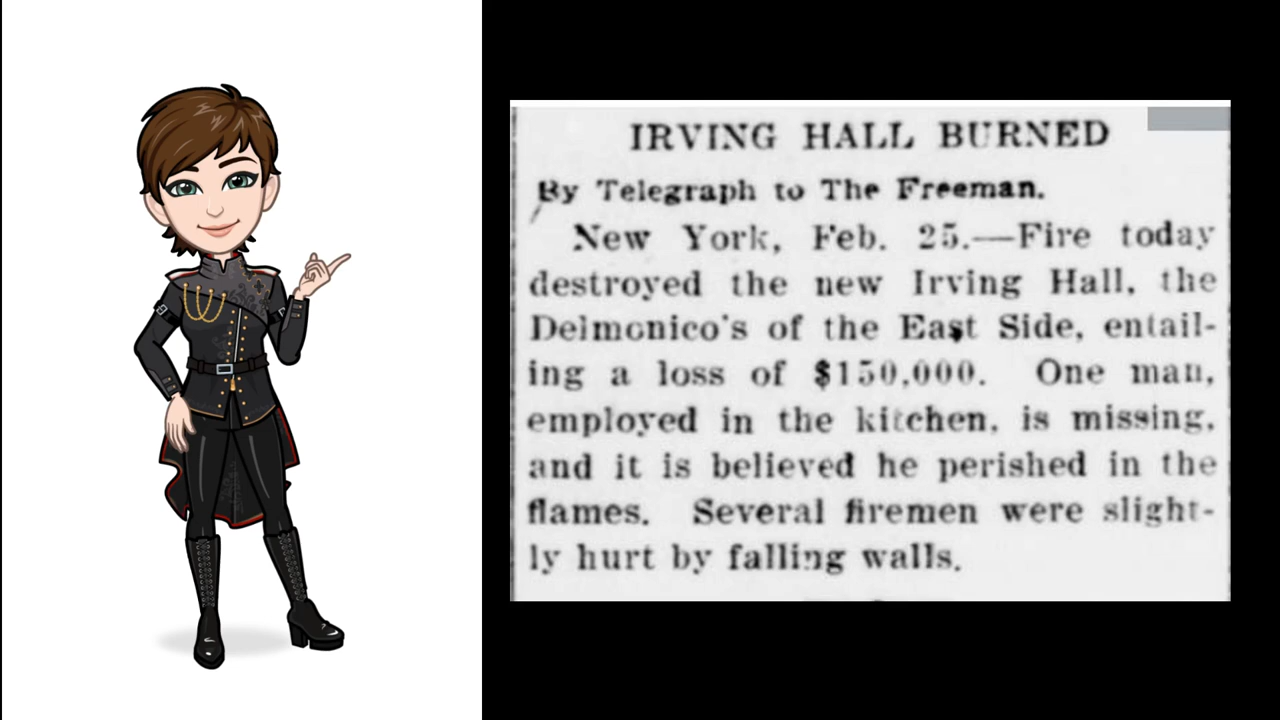 IRVING HALL BURNED
By Telegraph to The Freeman.
New York, Feb. 25.—Fire today
destroyed the new Irving Hall, the
Delmonico's of the East Side, entail-
ing a loss of $150,000. One man,
employed in the kitchen, is missing,
and it is believed he perished in the
flames. Several firemen were slight-
ly hurt by falling walls.